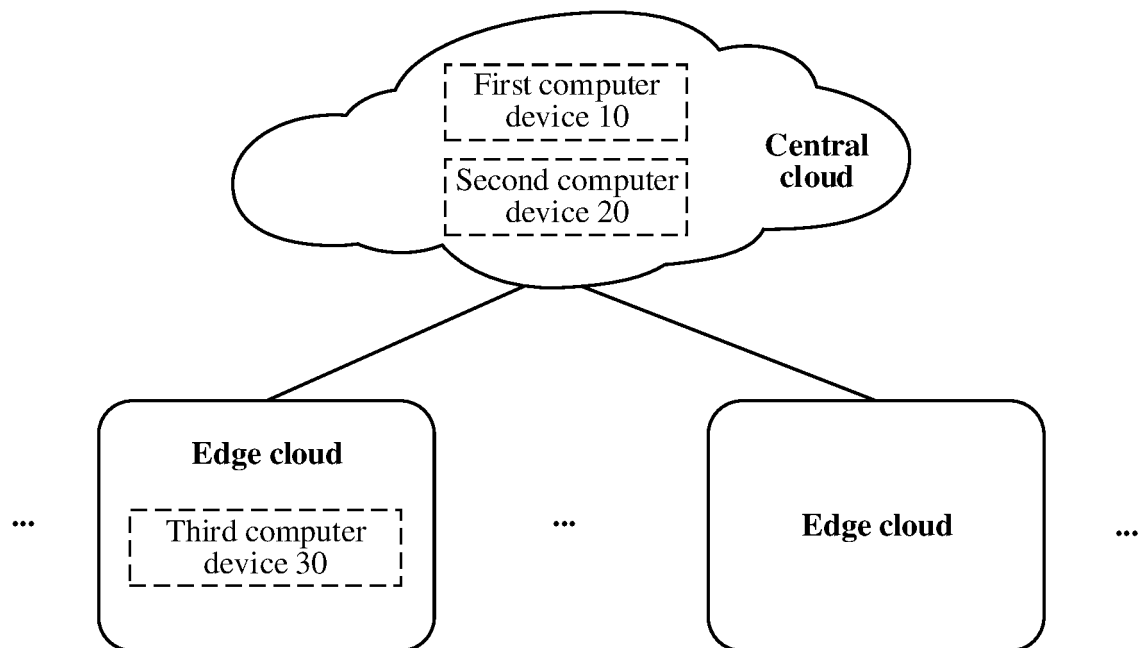 First computer
device 10
Central
cloud
Second computer
device 20
Edge cloud
Third computer
device 30
...
...
Edge cloud
...